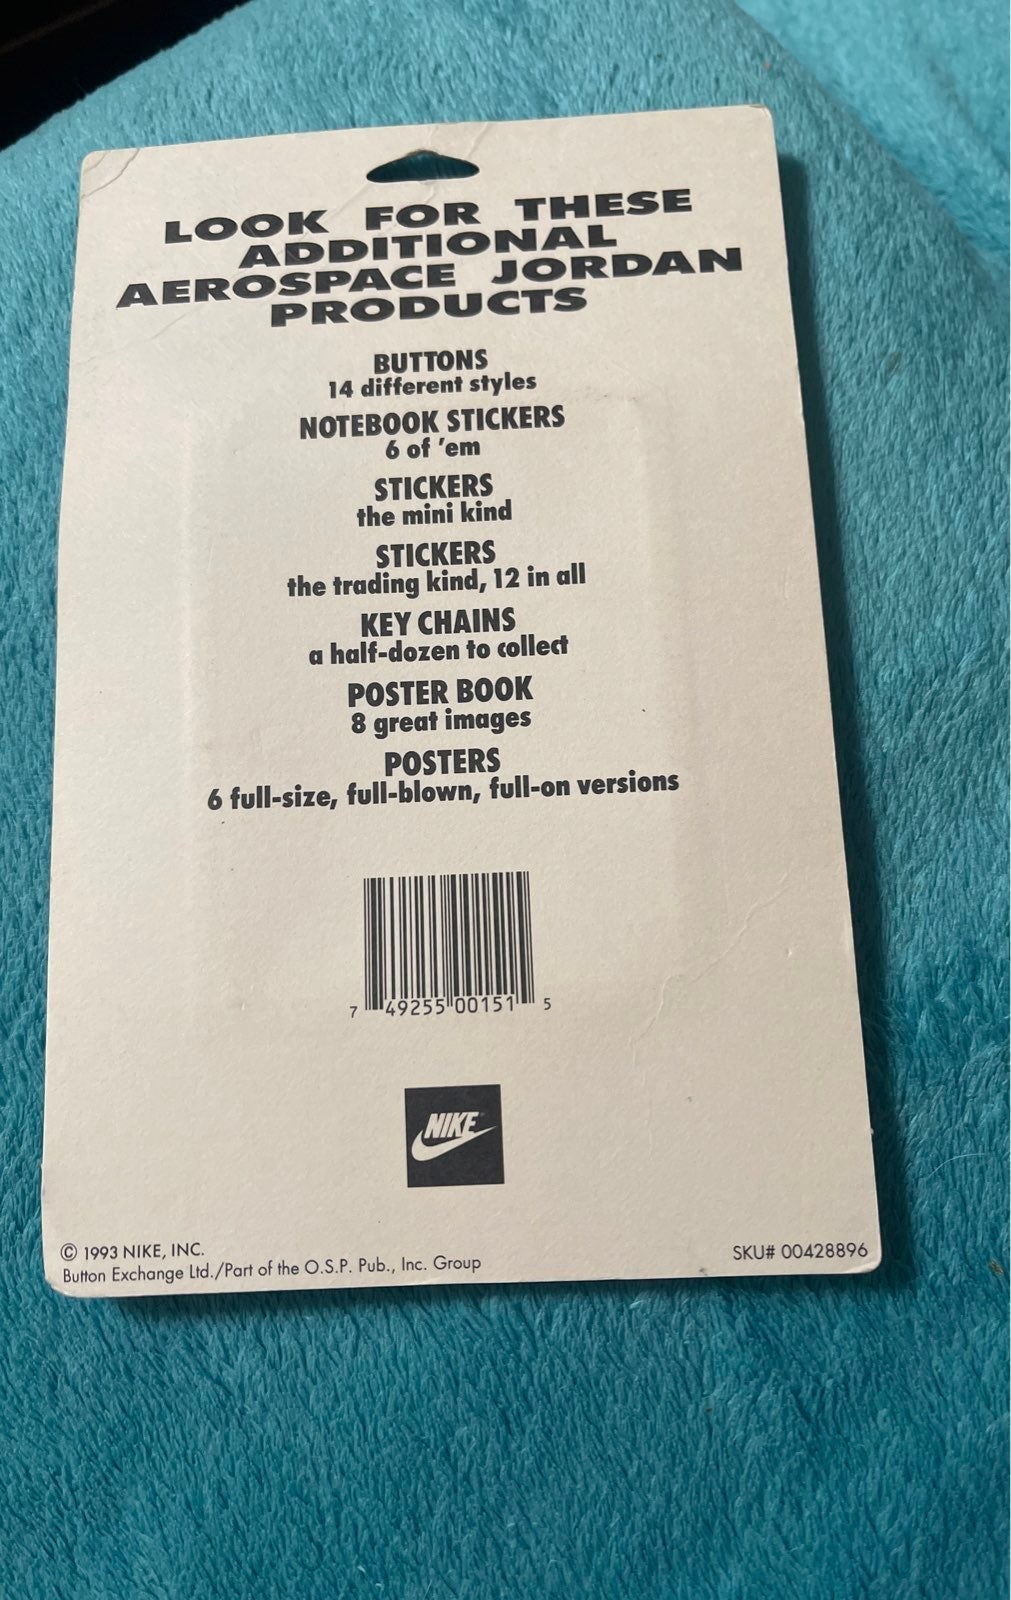 LOOK FOR THESE
ADDITIONAL
AEROSPACE JORDAN
PRODUCTS
BUTTONS
14 different styles
NOTEBOOK STICKERS
6 of 'em
STICKERS
the mini kind
STICKERS
the trading kind, 12 in all
KEY CHAINS
a half-dozen to collect
POSTER BOOK
8 great images
POSTERS
6 full-size, full-blown, full-on versions
7 49255 00151 5
NIKE
© 1993 NIKE, INC.
Button Exchange Ltd./Part of the O.S.P. Pub., Inc. Group
SKU# 00428896